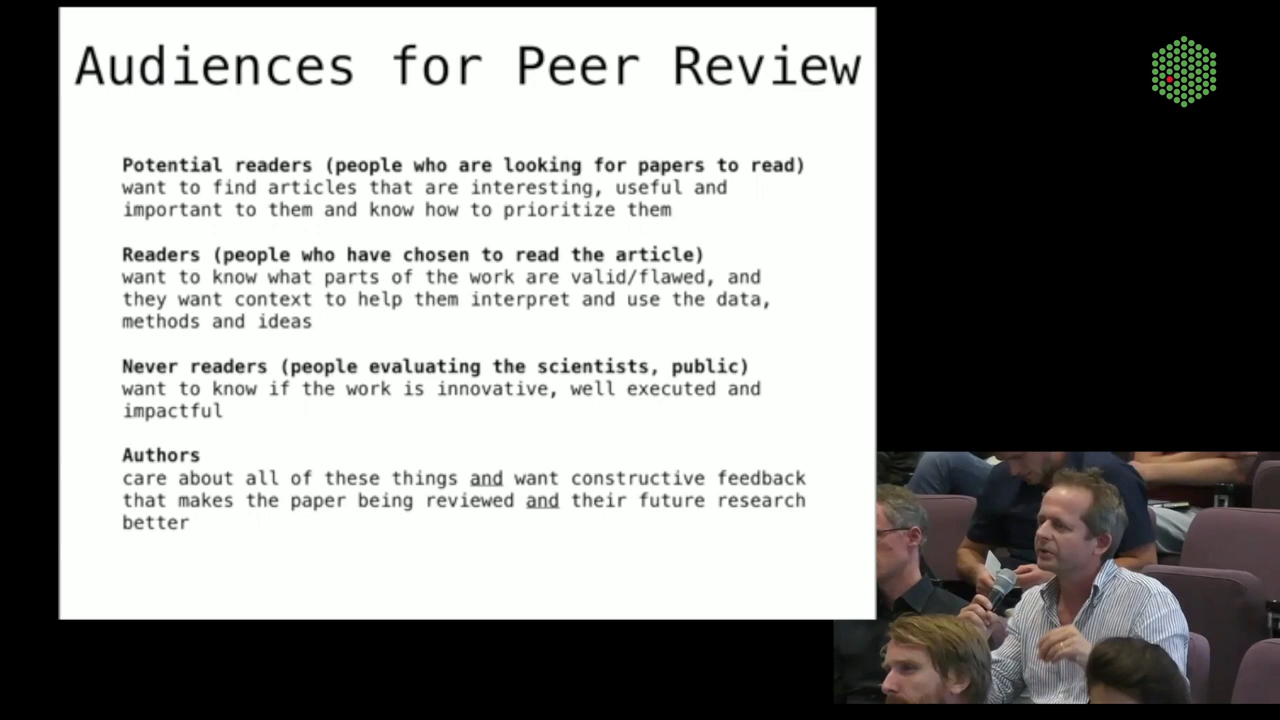 Audiences for Peer Review
Potential readers (people who are looking for papers to read)
want to find articles that are interesting, useful and
important to them and know how to prioritize them
Readers (people who have chosen to read the article)
want to know what parts of the work are valid/flawed, and
they want context to help them interpret and use the data,
methods and ideas
Never readers (people evaluating the scientists, public)
want to know if the work is innovative, well executed and
impactful
Authors
care about all of these things and want constructive feedback
that makes the paper being reviewed and their future research
better